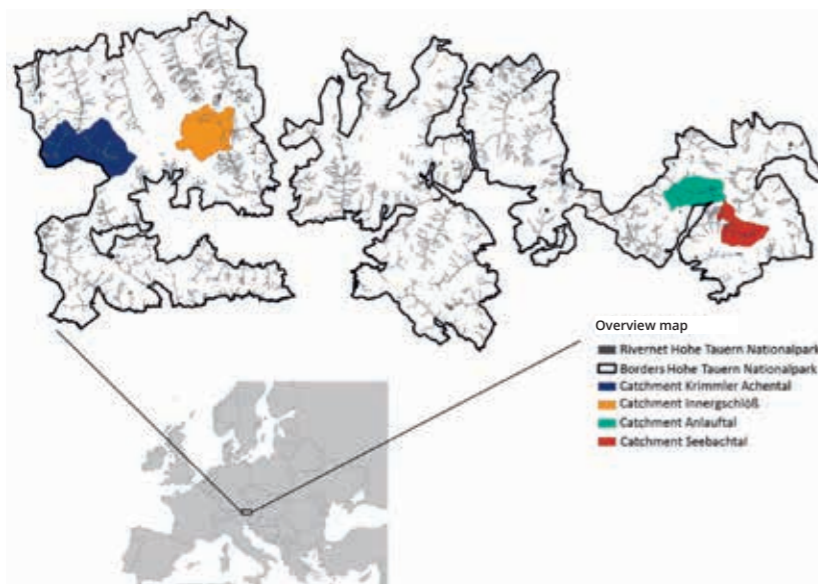 Overview map
Rivernet Hohe Tauern Nationalpark
Borders Hohe Tauern Nationalpark
Catchment Krimmler Achental
Catchment Innergschlöß
Catchment Anlauftal
Catchment Seebachtal